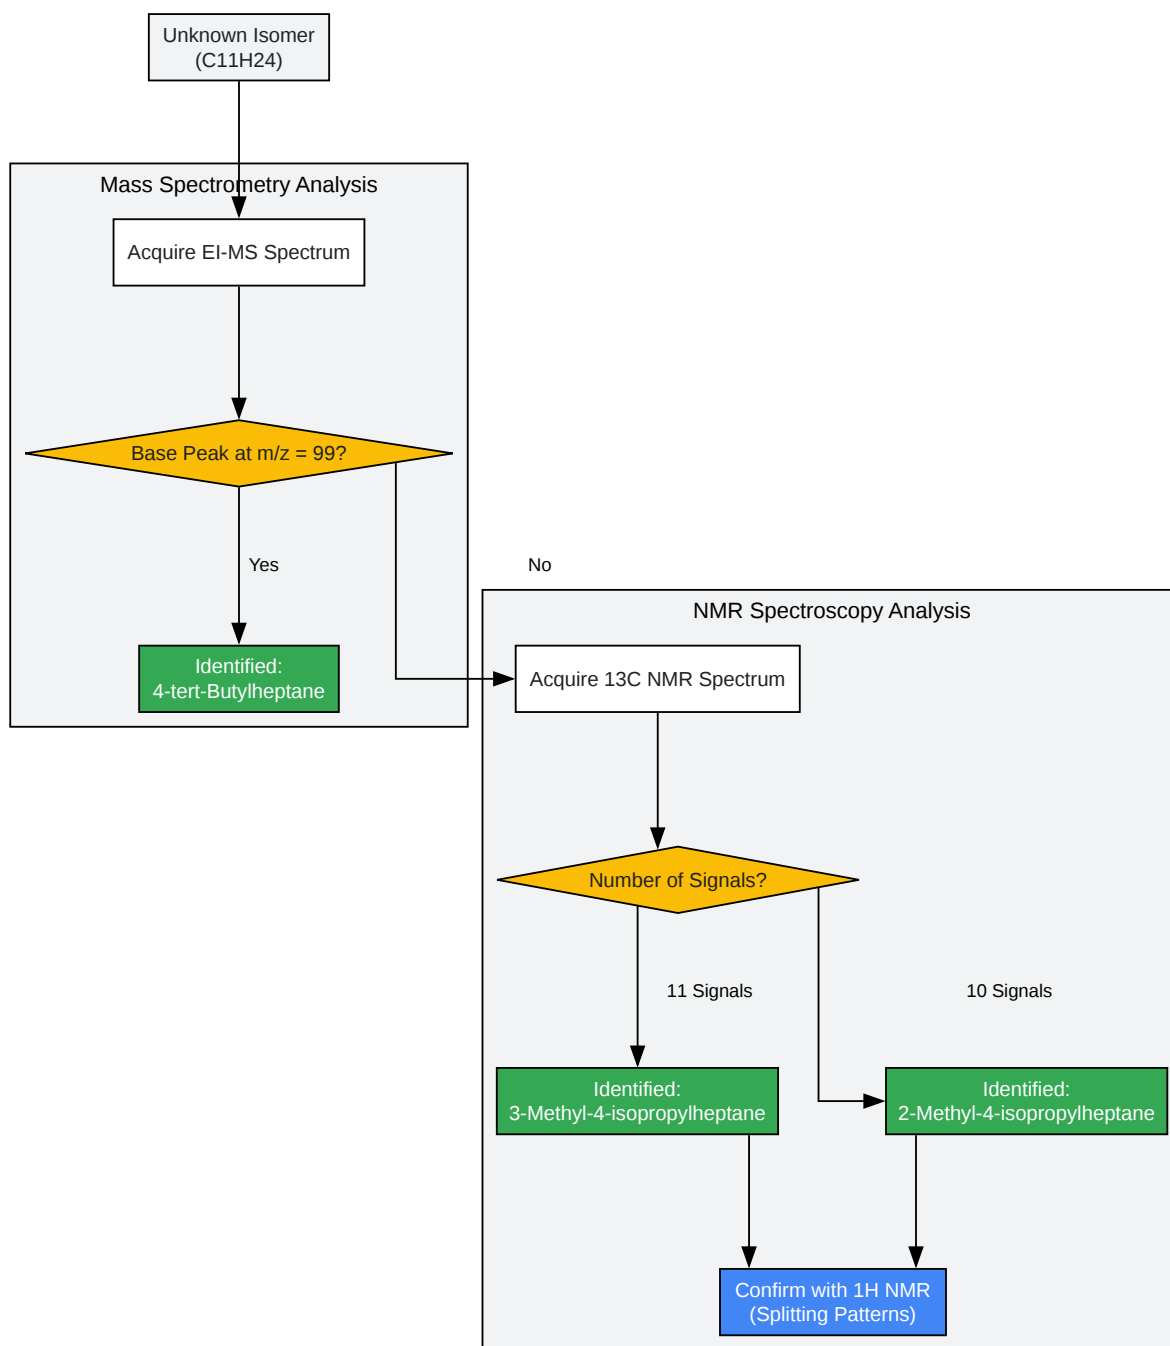 Unknown Isomer
(C11H24)
Mass Spectrometry Analysis
Acquire EI-MS Spectrum
Base Peak at m/z = 99?
Yes
No
Identified:
4-tert-Butylheptane
NMR Spectroscopy Analysis
Acquire 13C NMR Spectrum
Number of Signals?
11 Signals
10 Signals
Identified:
3-Methyl-4-isopropylheptane
Identified:
2-Methyl-4-isopropylheptane
Confirm with 1H NMR
(Splitting Patterns)